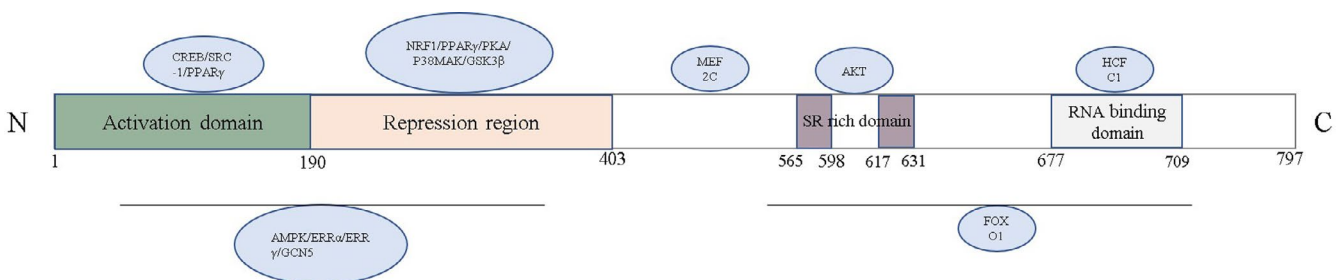 CREB/SRC
-1/PPARγ
NRF1/PPARγ/PKA/
P38MAK/GSK3β
MEF
2C
AKT
HCF
C1
N
Activation domain
Repression region
SR rich domain
RNA binding
domain
C
1
190
403
565
598
617
631
677
709
797
AMPK/ERRα/ERR
γ/GCN5
FOX
O1